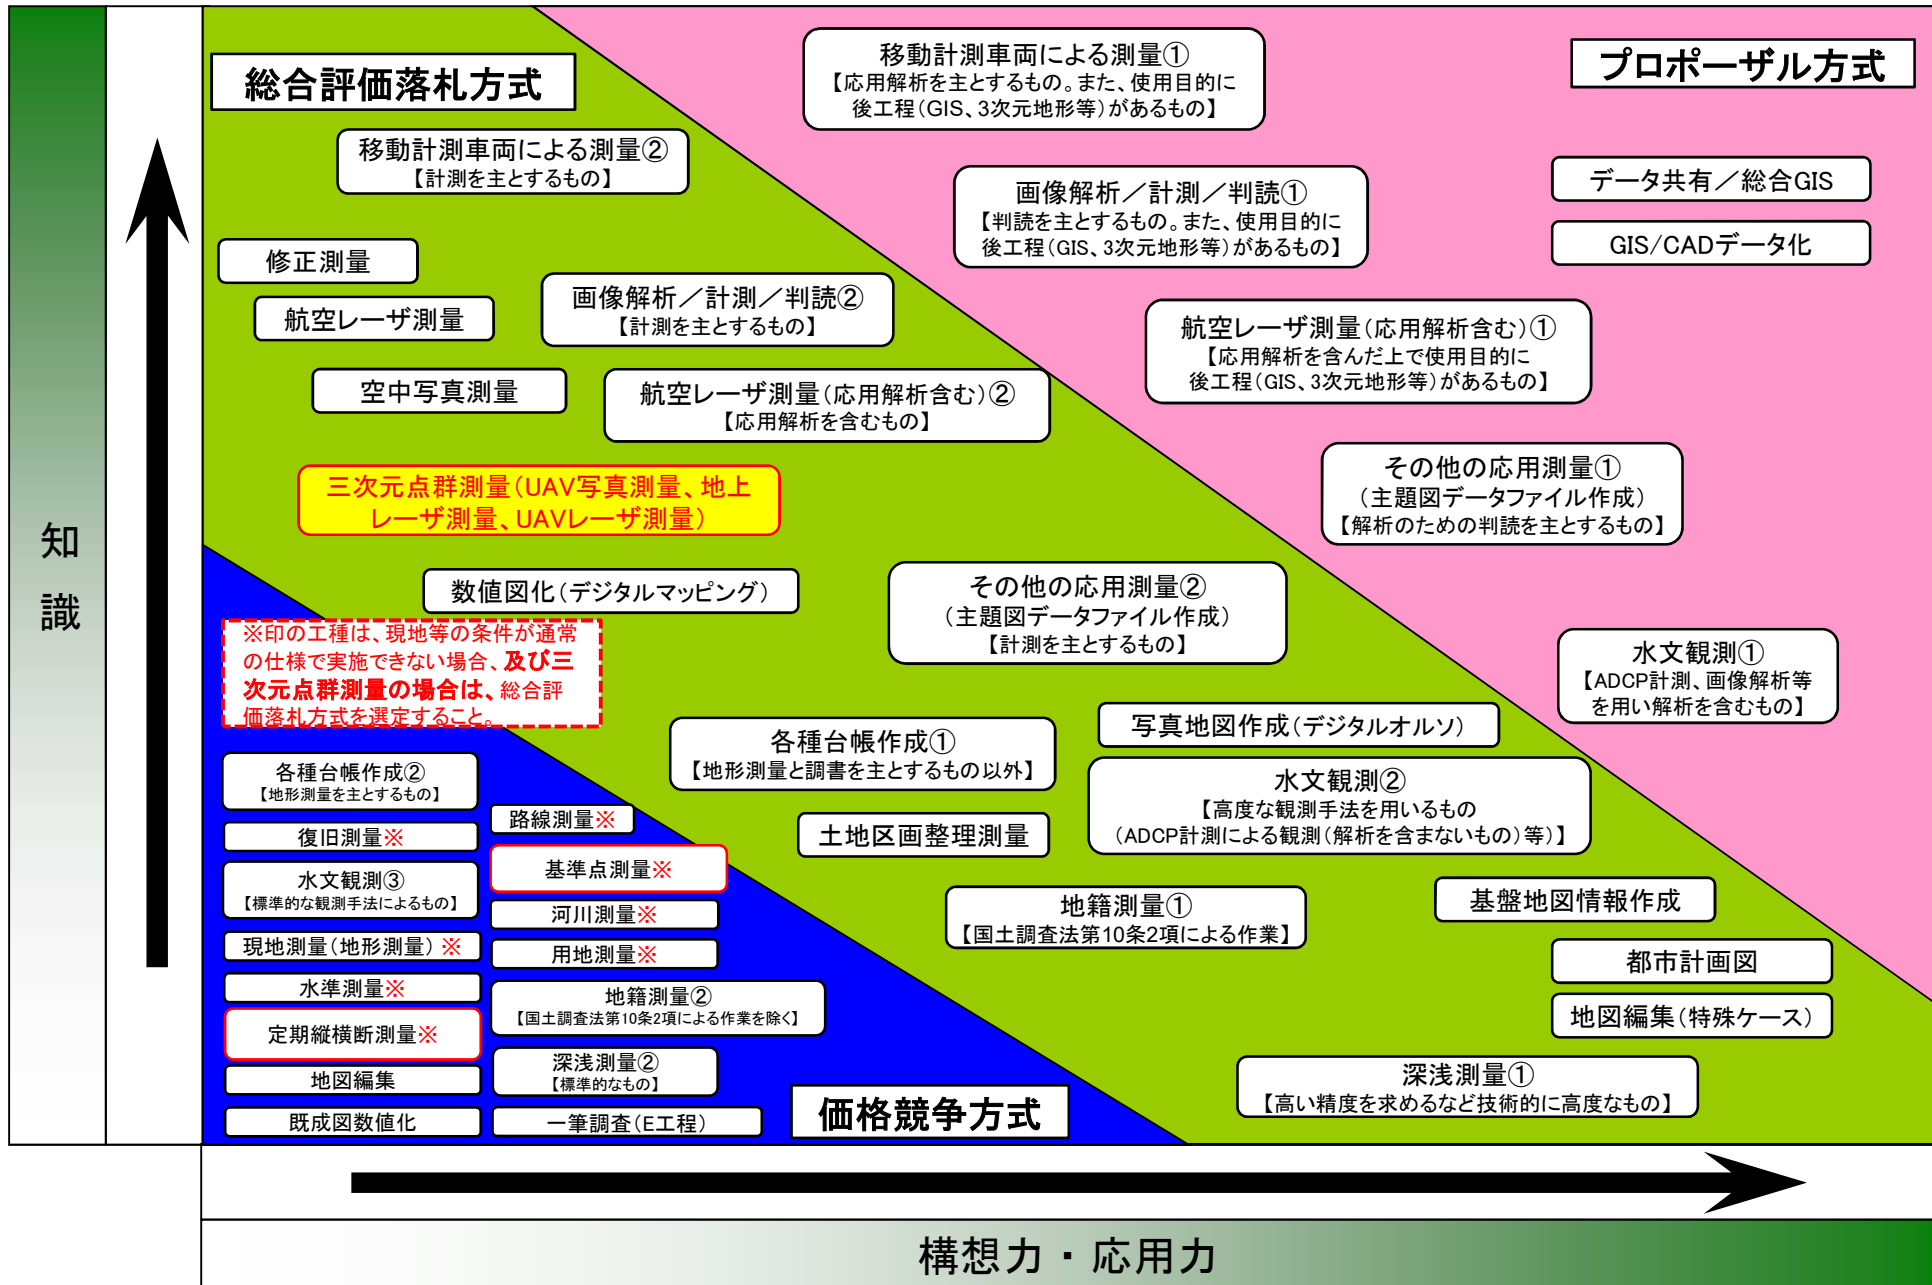 総合評価落札方式
プロポーザル方式
移動計測車両による測量①
【応用解析を主とするもの。また、使用目的に
後工程(GIS、3次元地形等)があるもの】
移動計測車両による測量②
【計測を主とするもの】
画像解析／計測／判読①
【判読を主とするもの。また、使用目的に
後工程(GIS、3次元地形等)があるもの】
データ共有／総合GIS
GIS/CADデータ化
修正測量
航空レーザ測量
画像解析／計測／判読②
【計測を主とするもの】
航空レーザ測量(応用解析含む)①
【応用解析を含んだ上で使用目的に
後工程(GIS、3次元地形等)があるもの】
空中写真測量
航空レーザ測量(応用解析含む)②
【応用解析を含むもの】
その他の応用測量①
(主題図データファイル作成)
【解析のための判読を主とするもの】
三次元点群測量(UAV写真測量、地上
レーザ測量、UAVレーザ測量)
知
識
数値図化(デジタルマッピング)
その他の応用測量②
(主題図データファイル作成)
【計測を主とするもの】
※印の工種は、現地等の条件が通常
の仕様で実施できない場合、及び三
次元点群測量の場合は、総合評
価落札方式を選定すること。
水文観測①
【ADCP計測、画像解析等
を用い解析を含むもの】
各種台帳作成①
【地形測量と調書を主とするもの以外】
写真地図作成(デジタルオルソ)
水文観測②
【高度な観測手法を用いるもの
(ADCP計測による観測(解析を含まないもの)等)】
土地区画整理測量
地籍測量①
【国土調査法第10条2項による作業】
基盤地図情報作成
都市計画図
地図編集(特殊ケース)
深浅測量①
【高い精度を求めるなど技術的に高度なもの】
各種台帳作成②
【地形測量を主とするもの】
復旧測量※
水文観測③
【標準的な観測手法によるもの】
現地測量(地形測量)※
水準測量※
定期縦横断測量※
地図編集
既成図数値化
路線測量※
基準点測量※
河川測量※
用地測量※
地籍測量②
【国土調査法第10条2項による作業を除く】
深浅測量②
【標準的なもの】
一筆調査(E工程)
価格競争方式
構想力・応用力